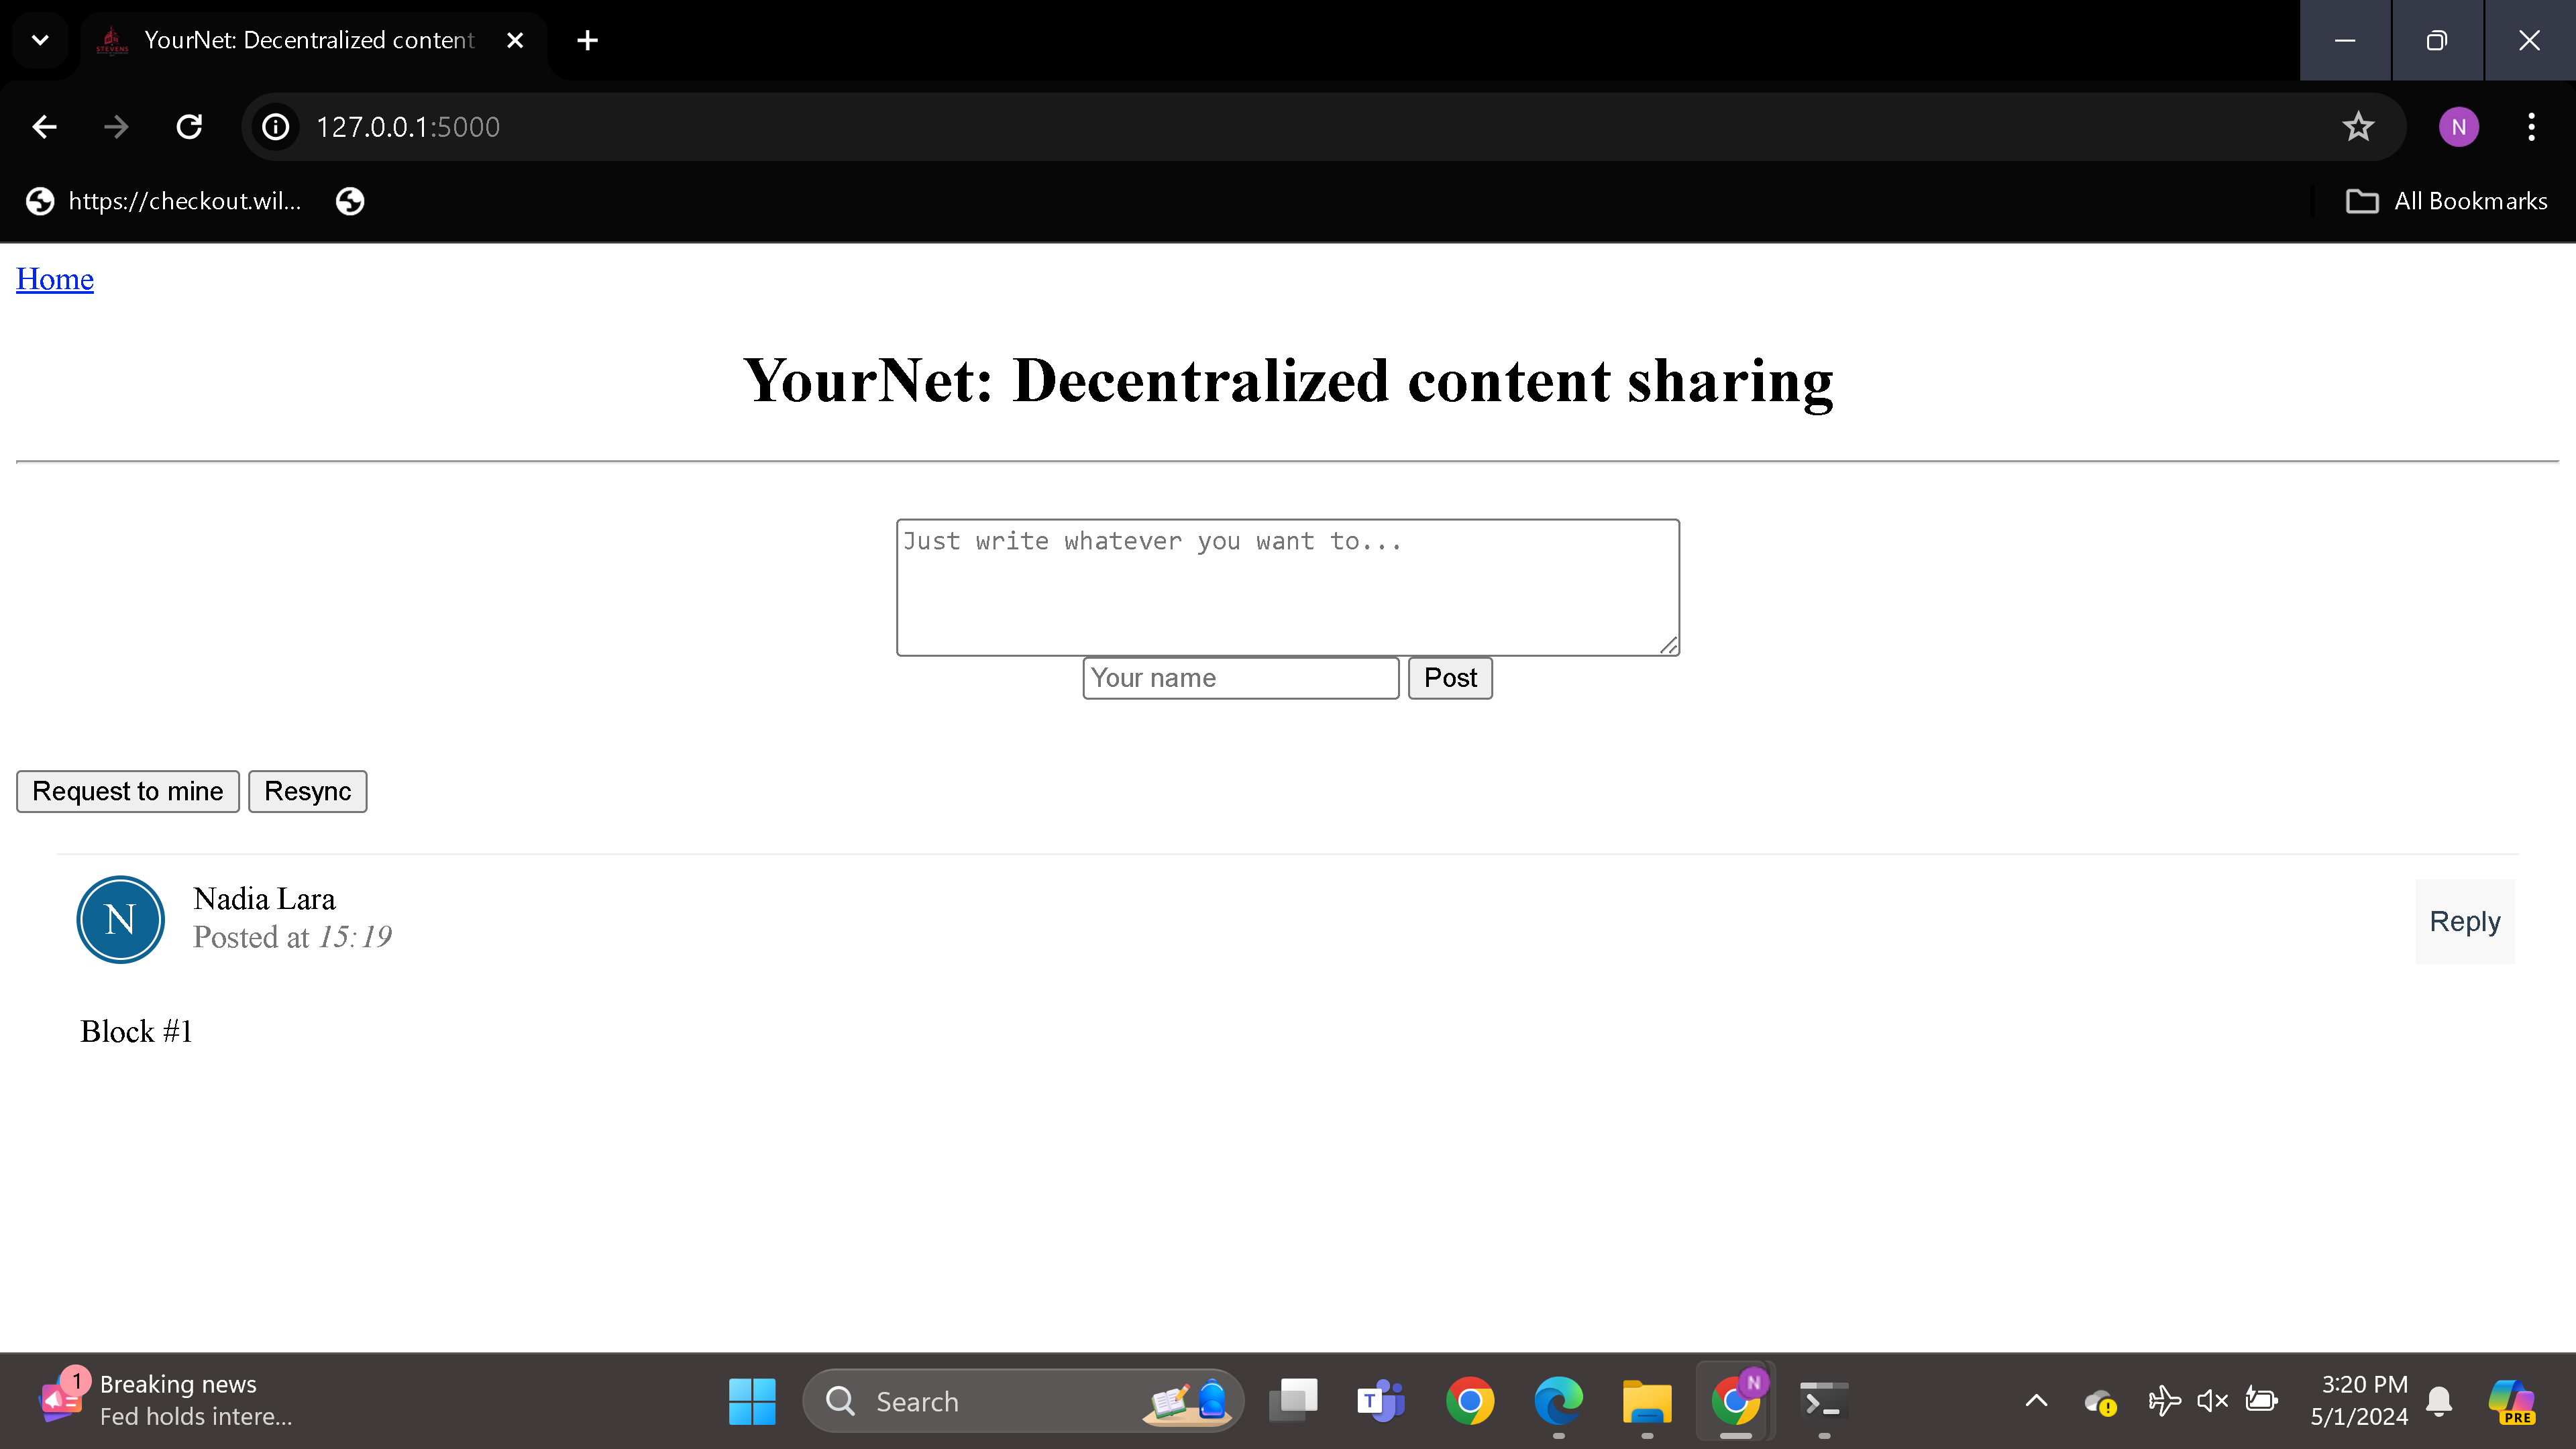 YourNet: Decentralized content
127.0.0.1:5000
https://checkout.wil...
All Bookmarks
Home
YourNet: Decentralized content sharing
Just write whatever you want to...
Your name
Post
Request to mine
Resync
N
Nadia Lara
Posted at 15:19
Reply
Block #1
1
Breaking news
Fed holds intere...
Search
T
N
3:20 PM
5/1/2024
PRE
STEVENS
N